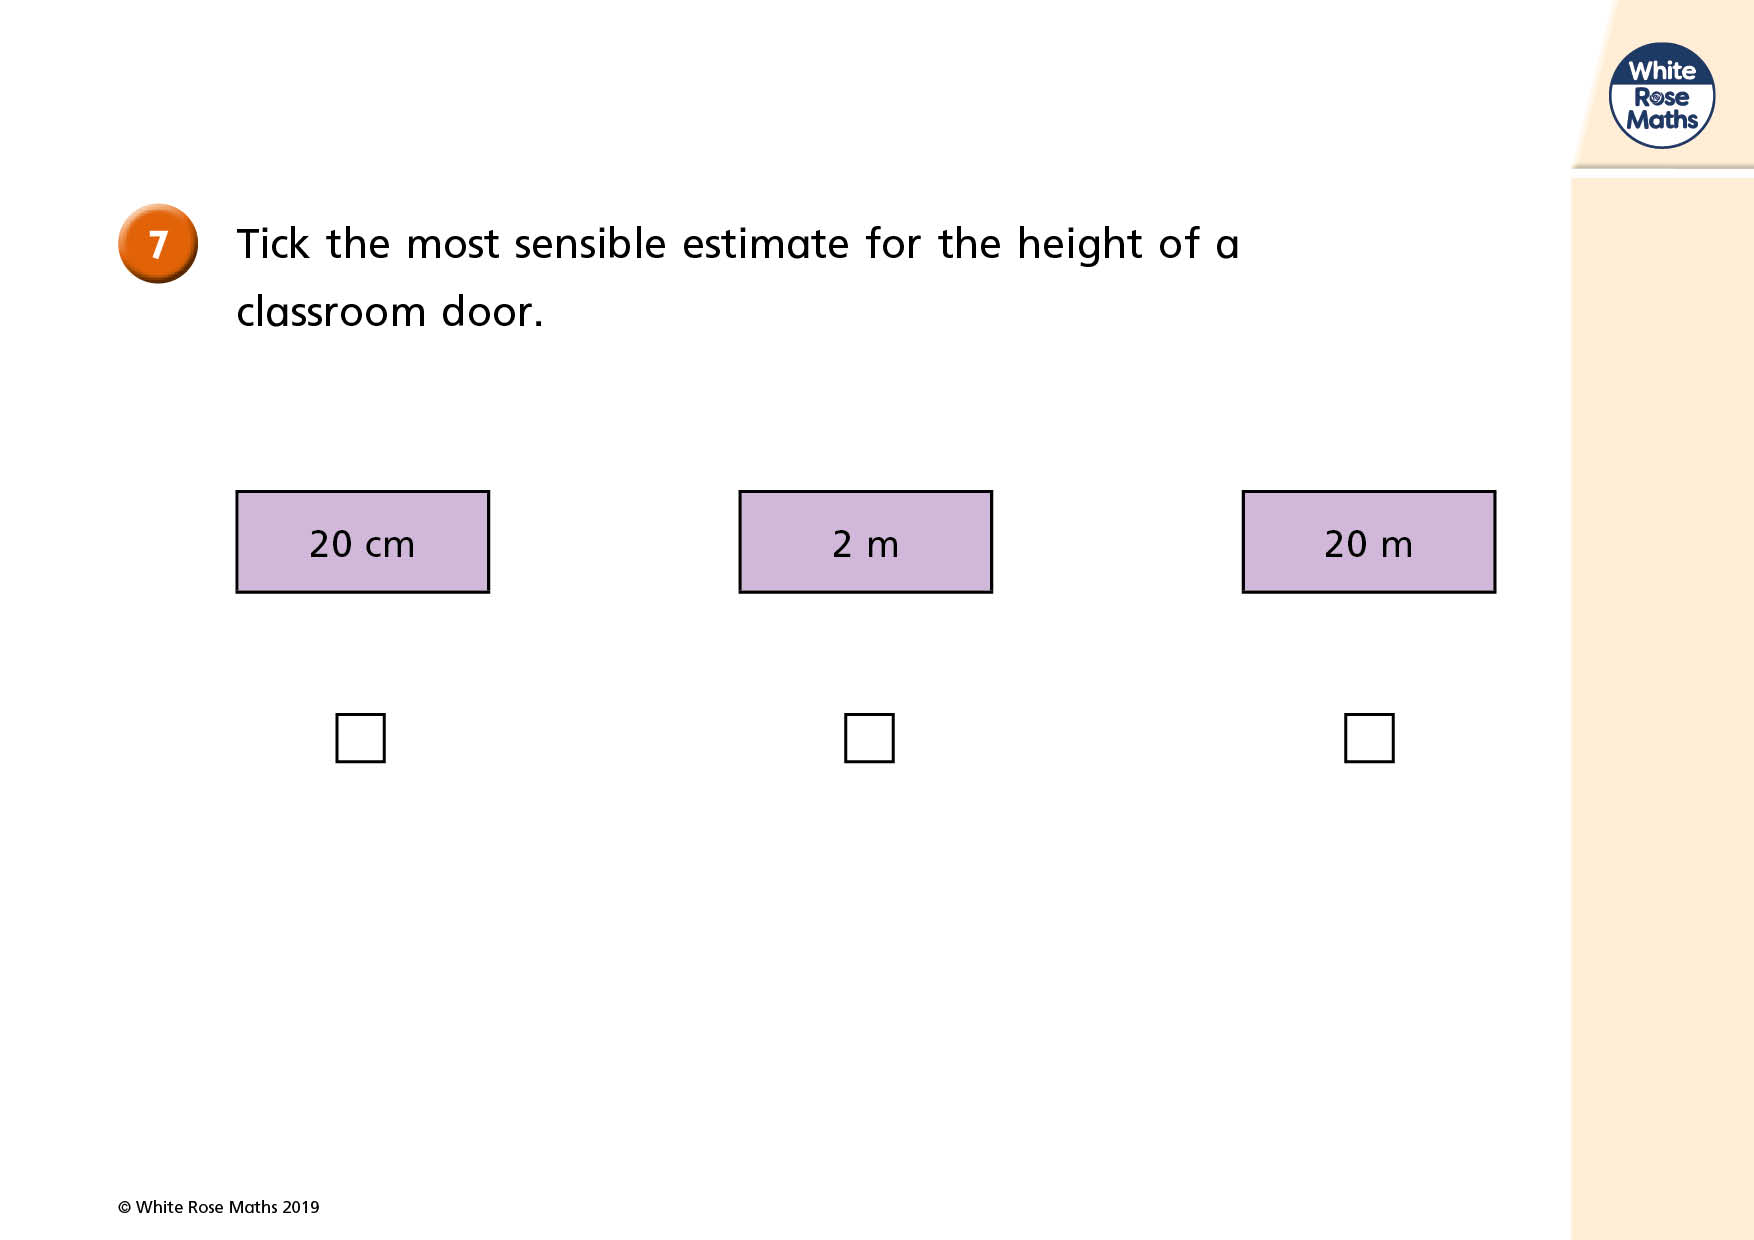 White
Rose
Maths
7
Tick the most sensible estimate for the height of a
classroom door.
20 cm
2 m
20 m
© White Rose Maths 2019